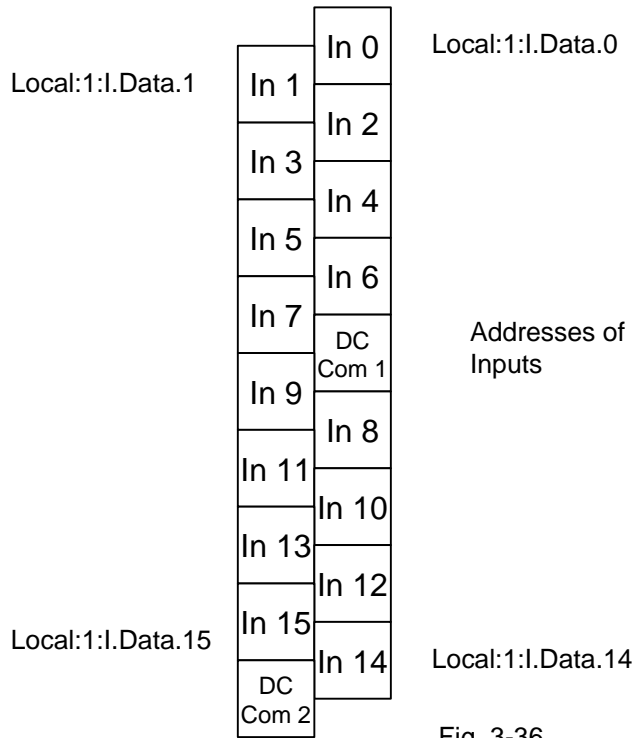 In 0
Local:1:I.Data.0
Local:1:I.Data.1
In 1
In 2
In 3
In 4
In 5
In 6
In 7
DC
Com 1
Addresses of
Inputs
In 9
In 8
In 11
In 10
In 13
In 12
In 15
Local:1:I.Data.15
In 14
Local:1:I.Data.14
DC
Com 2
Fig. 3-36